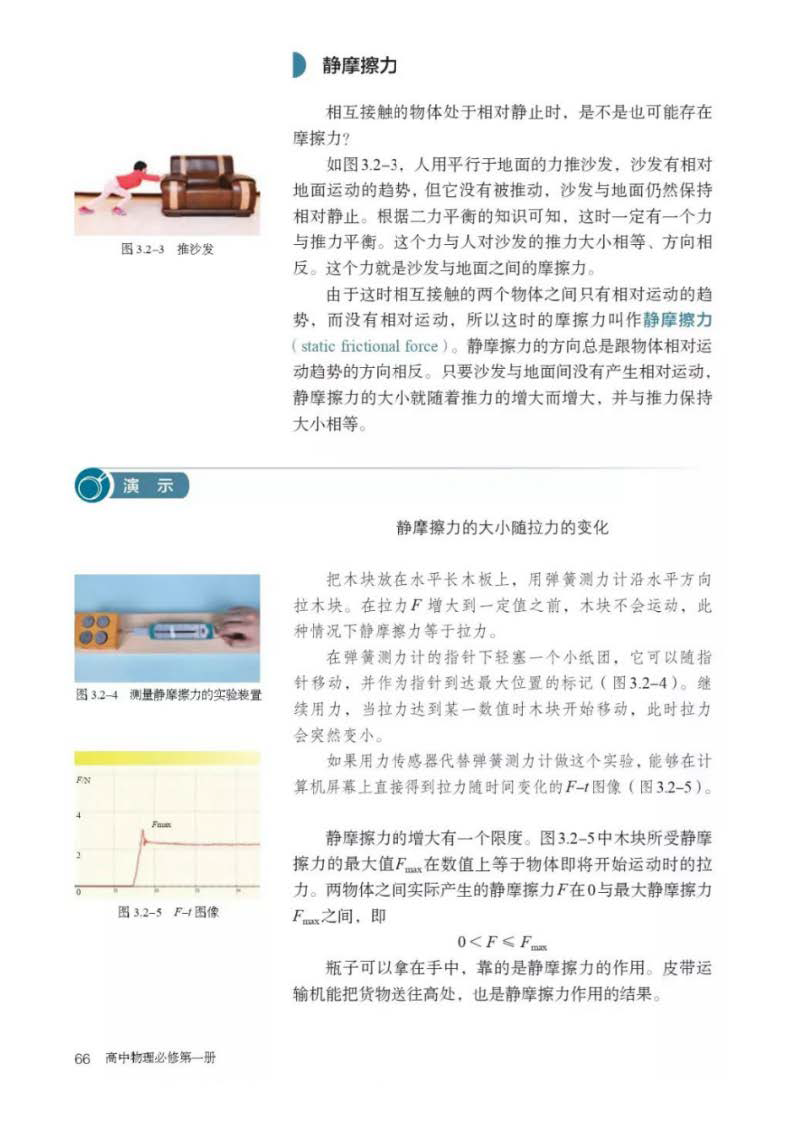 静摩擦力
相互接触的物体处于相对静止时，是不是也可能存在
摩擦力？
如图3.2-3，人用平行于地面的力推沙发，沙发有相对
地面运动的趋势，但它没有被推动，沙发与地面仍然保持
相对静止。根据二力平衡的知识可知，这时一定有一个力
与推力平衡。这个力与人对沙发的推力大小相等、方向相
反。这个力就是沙发与地面之间的摩擦力。
图 3.2-3 推沙发
由于这时相互接触的两个物体之间只有相对运动的趋
势，而没有相对运动，所以这时的摩擦力叫作静摩擦力
（static frictional force）。静摩擦力的方向总是跟物体相对运
动趋势的方向相反。只要沙发与地面间没有产生相对运动，
静摩擦力的大小就随着推力的增大而增大，并与推力保持
大小相等。
演 示
静摩擦力的大小随拉力的变化
把木块放在水平长木板上，用弹簧测力计沿水平方向
拉木块。在拉力F 增大到一定值之前，木块不会运动，此
种情况下静摩擦力等于拉力。
在弹簧测力计的指针下轻塞一个小纸团，它可以随指
针移动，并作为指针到达最大位置的标记（图3.2-4）。继
续用力，当拉力达到某一数值时木块开始移动，此时拉力
会突然变小。
图 3.2-4 测量静摩擦力的实验装置
如果用力传感器代替弹簧测力计做这个实验，能够在计
算机屏幕上直接得到拉力随时间变化的F-t图像（图3.2-5）。
F/N
4
Fmax
2
0
图 3.2-5 F-t 图像
静摩擦力的增大有一个限度。图3.2-5中木块所受静摩
擦力的最大值Fmax在数值上等于物体即将开始运动时的拉
力。两物体之间实际产生的静摩擦力F在0与最大静摩擦力
Fmax之间，即
0＜F≤Fmax
瓶子可以拿在手中，靠的是静摩擦力的作用。皮带运
输机能把货物送往高处，也是静摩擦力作用的结果。
66 高中物理必修第一册